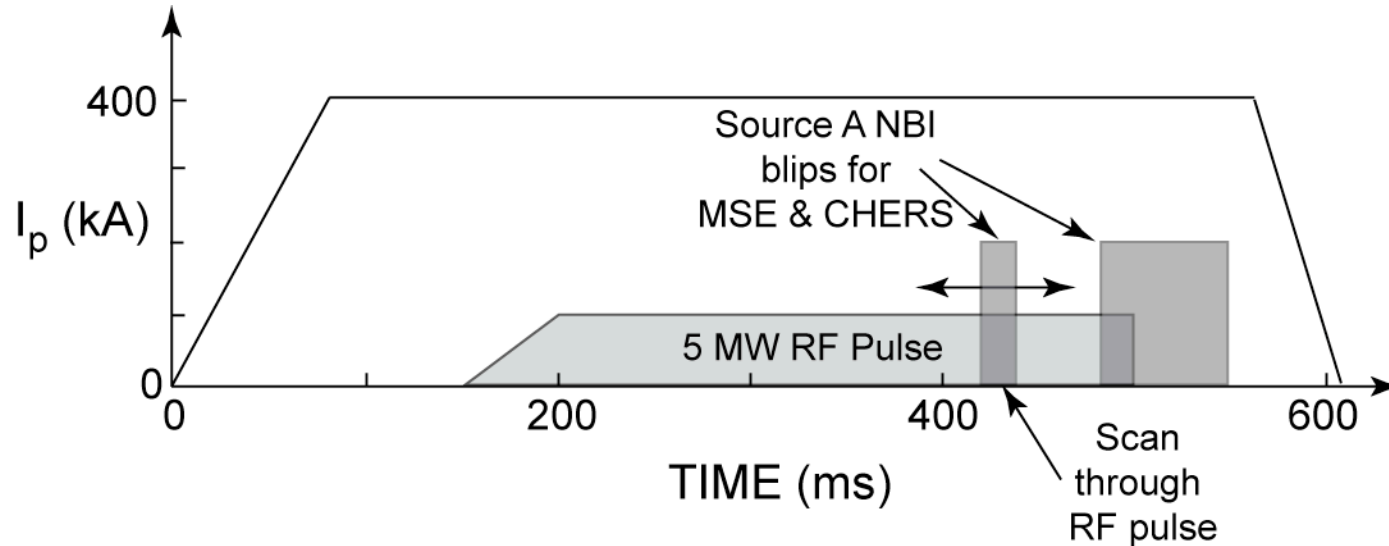 400
Source A NBI
blips for
MSE & CHERS
Ip (kA)
5 MW RF Pulse
0
0 200 400 600
TIME (ms)
Scan
through
RF pulse